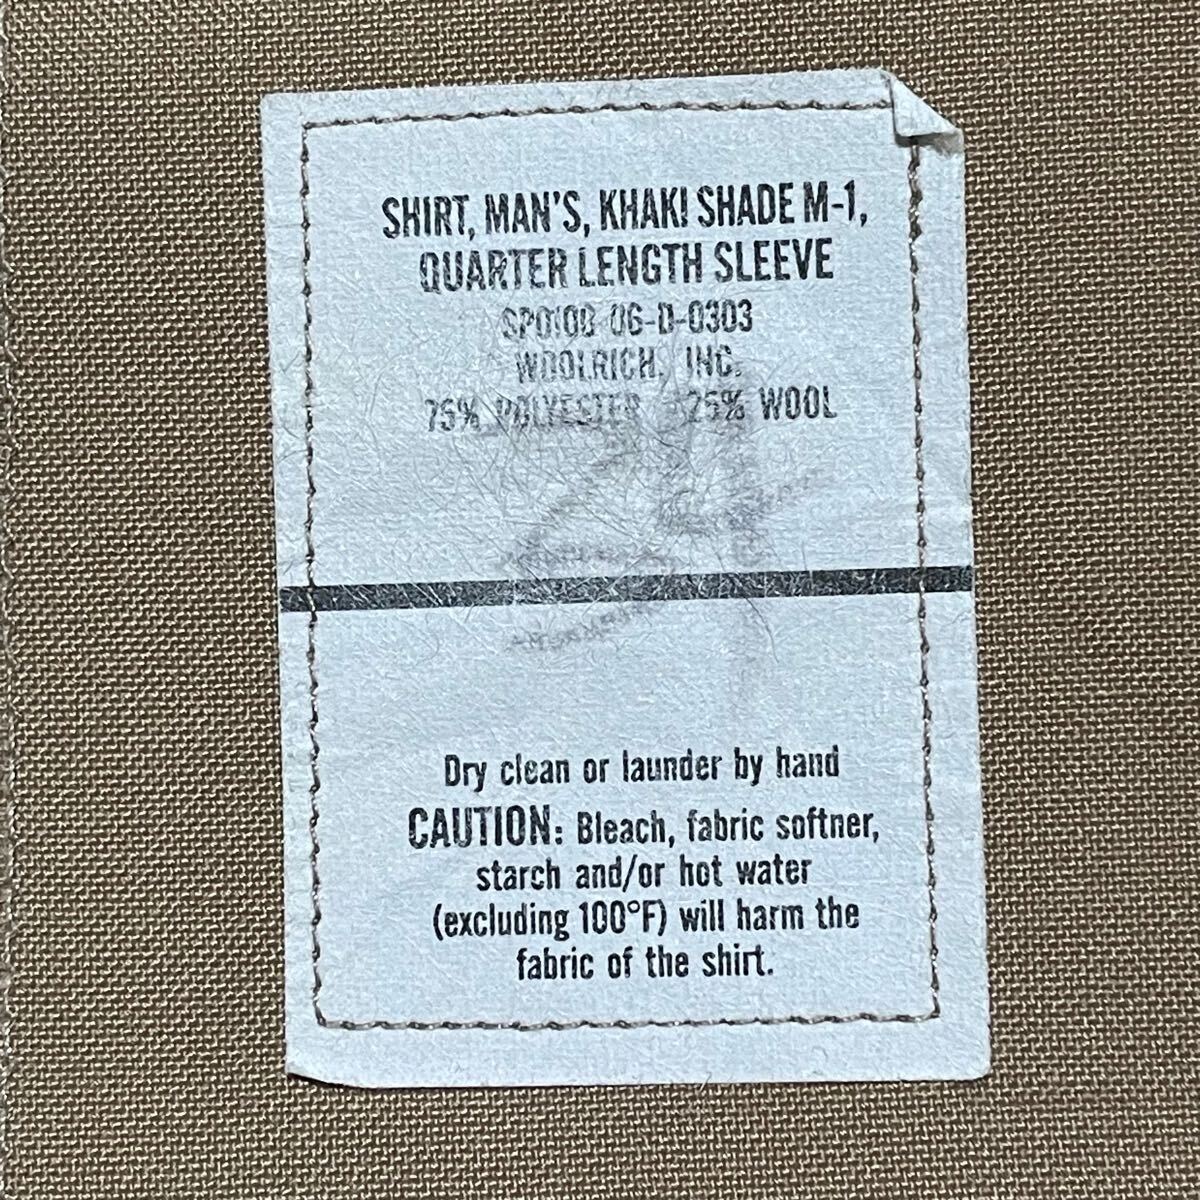 SHIRT, MAN'S, KHAKI SHADE M-1,
QUARTER LENGTH SLEEVE
SP0100 06-D-0303
WOOLRICH, INC.
75% POLYESTER 25% WOOL
Dry clean or launder by hand
CAUTION: Bleach, fabric softner,
starch and/or hot water
(excluding 100°F) will harm the
fabric of the shirt.